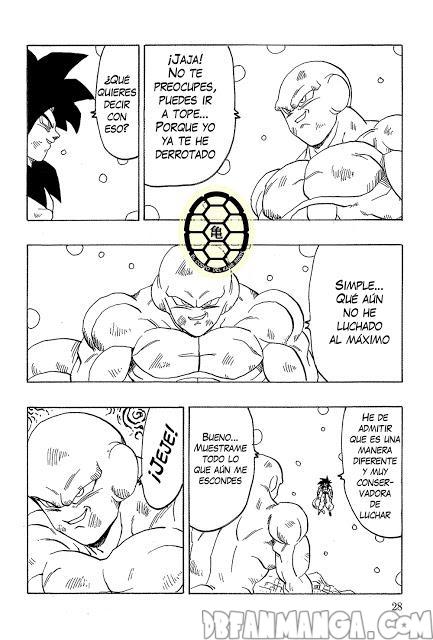 ¡JAJA!
NO TE
PREOCUPES,
PUEDES IR
A TOPE...
PORQUE YO
YA TE HE
DERROTADO
¿QUÉ
QUIERES
DECIR
CON
ESO?
亀
SIMPLE...
QUÉ AÚN
NO HE
LUCHADO
AL MÁXIMO
HE DE
ADMITIR
QUE ES UNA
MANERA
DIFERENTE
Y MUY
CONSER-
VADORA
DE
LUCHAR
BUENO...
MUESTRAME
TODO LO
QUE AÚN ME
ESCONDES
¡JEJE!
28
DBFANMANGA.COM